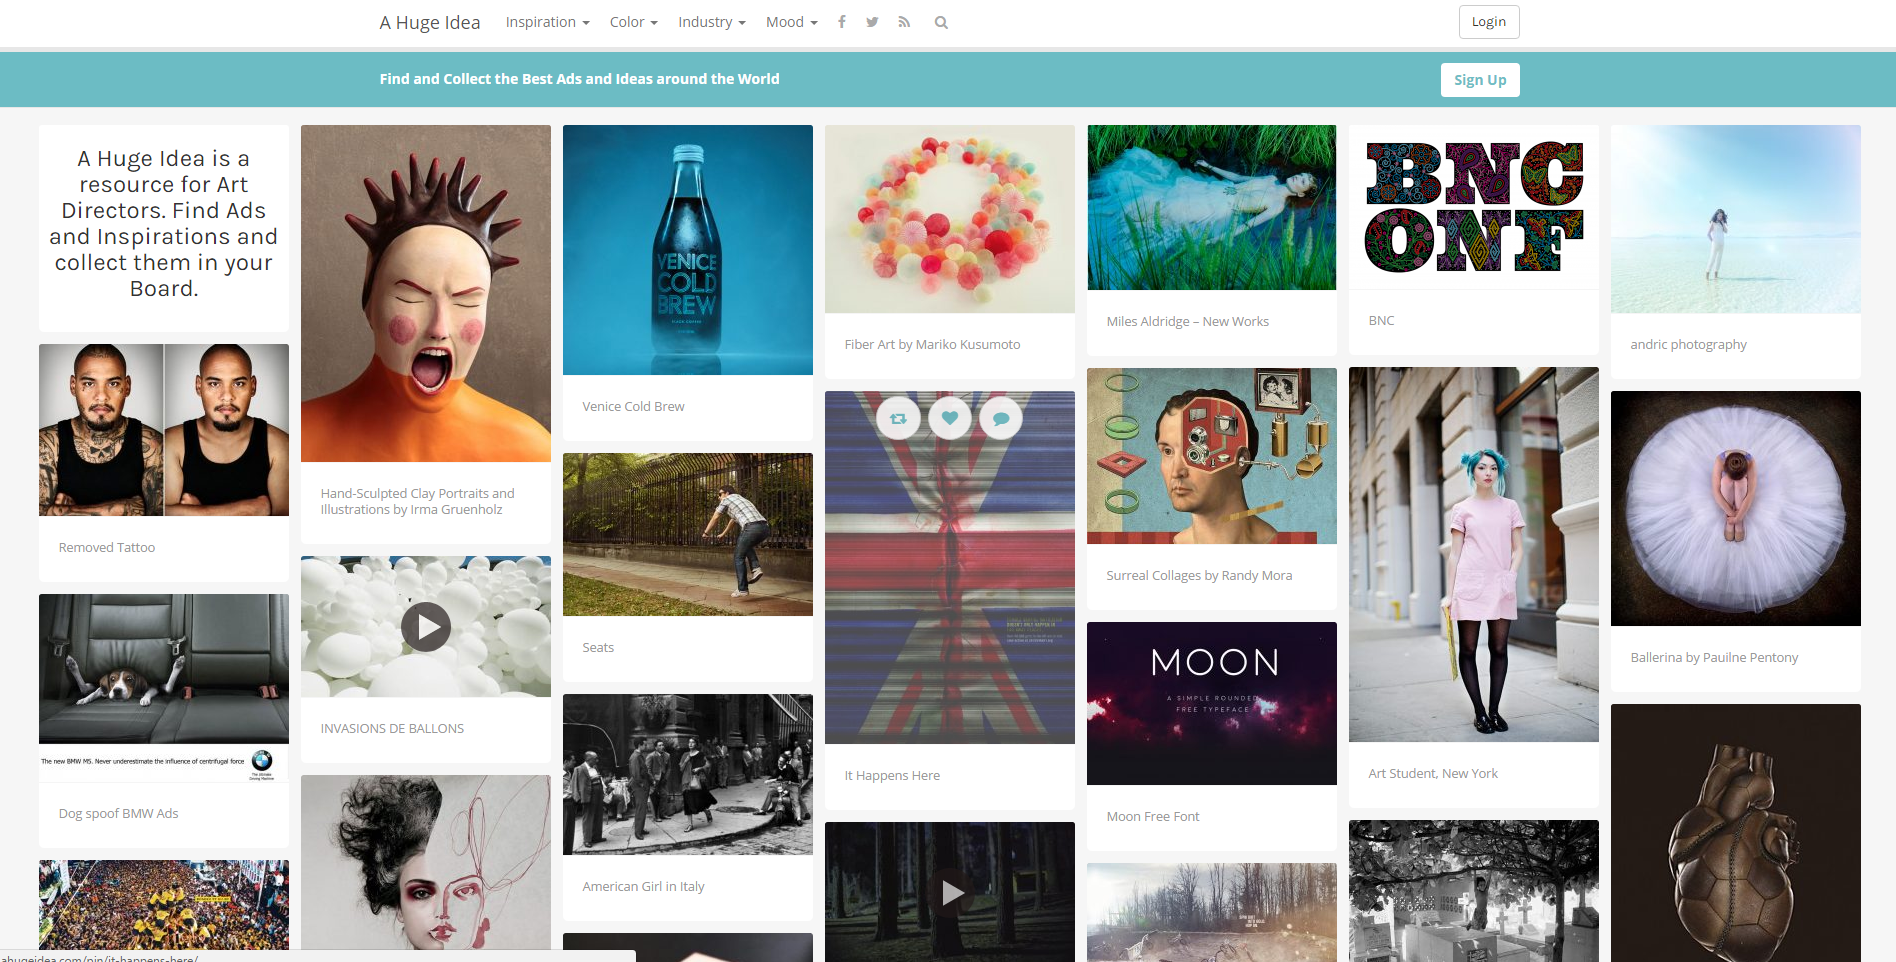 A Huge Idea
Inspiration
Color
Industry
Mood
Login
Find and Collect the Best Ads and Ideas around the World
Sign Up
A Huge Idea is a
resource for Art
Directors. Find Ads
and Inspirations and
collect them in your
Board.
Removed Tattoo
The new BMW M5. Never underestimate the influence of centrifugal force
Dog spoof BMW Ads
Hand-Sculpted Clay Portraits and
Illustrations by Irma Gruenholz
INVASIONS DE BALLONS
VENICE
COLD
BREW
Venice Cold Brew
Seats
American Girl in Italy
Fiber Art by Mariko Kusumoto
It Happens Here
Miles Aldridge – New Works
Surreal Collages by Randy Mora
MOON
A SIMPLE ROUNDED
FREE TYPEFACE
Moon Free Font
BNC
ONF
BNC
Art Student, New York
andric photography
Ballerina by Pauilne Pentony
ahugeidea.com/pin/it-happens-here/